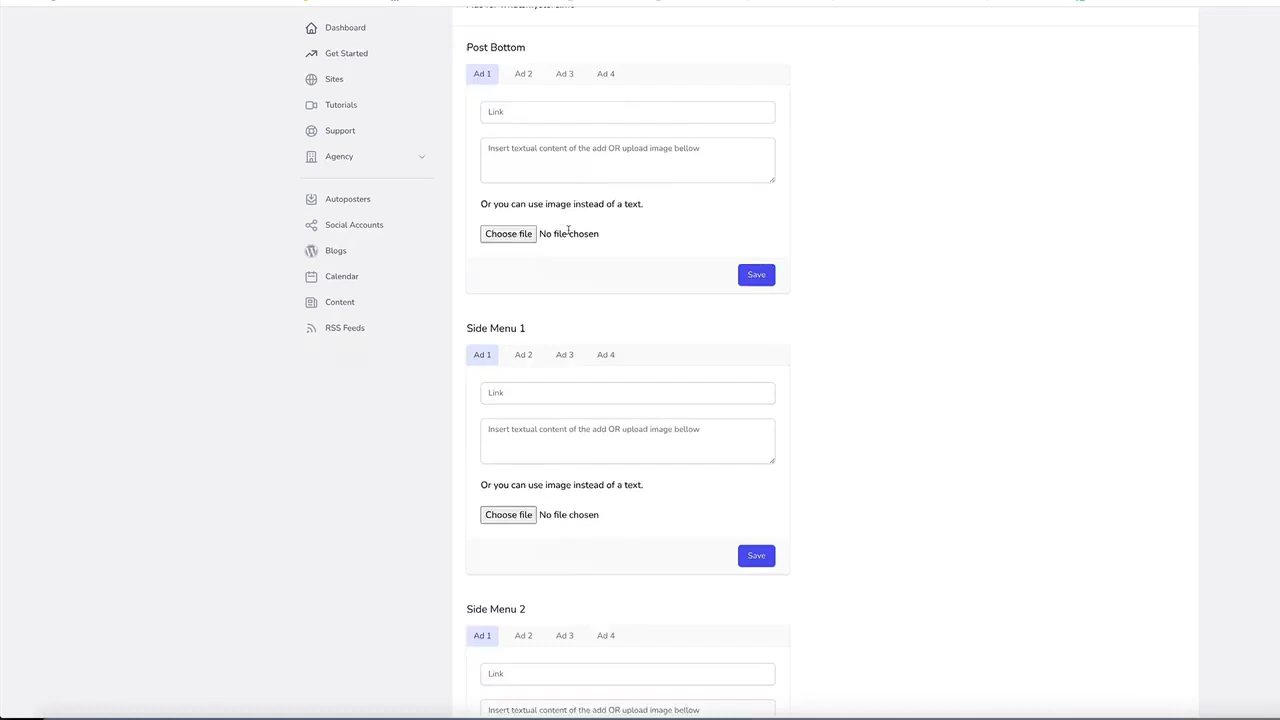 Dashboard
Get Started
Sites
Tutorials
Support
Agency
Autoposters
Social Accounts
Blogs
Calendar
Content
RSS Feeds
Post Bottom
Ad 1 Ad 2 Ad 3 Ad 4
Link
Insert textual content of the add OR upload image bellow
Or you can use image instead of a text.
Choose file No file chosen
Save
Side Menu 1
Ad 1 Ad 2 Ad 3 Ad 4
Link
Insert textual content of the add OR upload image bellow
Or you can use image instead of a text.
Choose file No file chosen
Save
Side Menu 2
Ad 1 Ad 2 Ad 3 Ad 4
Link
Insert textual content of the add OR upload image bellow